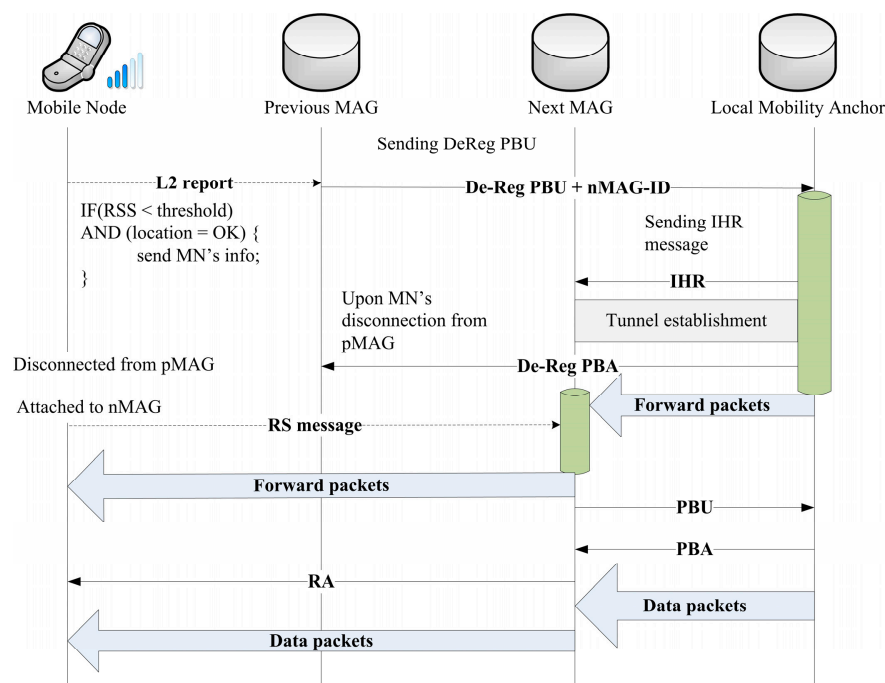 Mobile Node
Previous MAG
Next MAG
Local Mobility Anchor
Sending DeReg PBU
L2 report
De-Reg PBU + nMAG-ID
IF(RSS < threshold)
AND (location = OK) {
send MN's info;
}
Sending IHR
message
IHR
Upon MN's
disconnection from
pMAG
Tunnel establishment
Disconnected from pMAG
De-Reg PBA
Attached to nMAG
Forward packets
RS message
Forward packets
PBU
PBA
RA
Data packets
Data packets